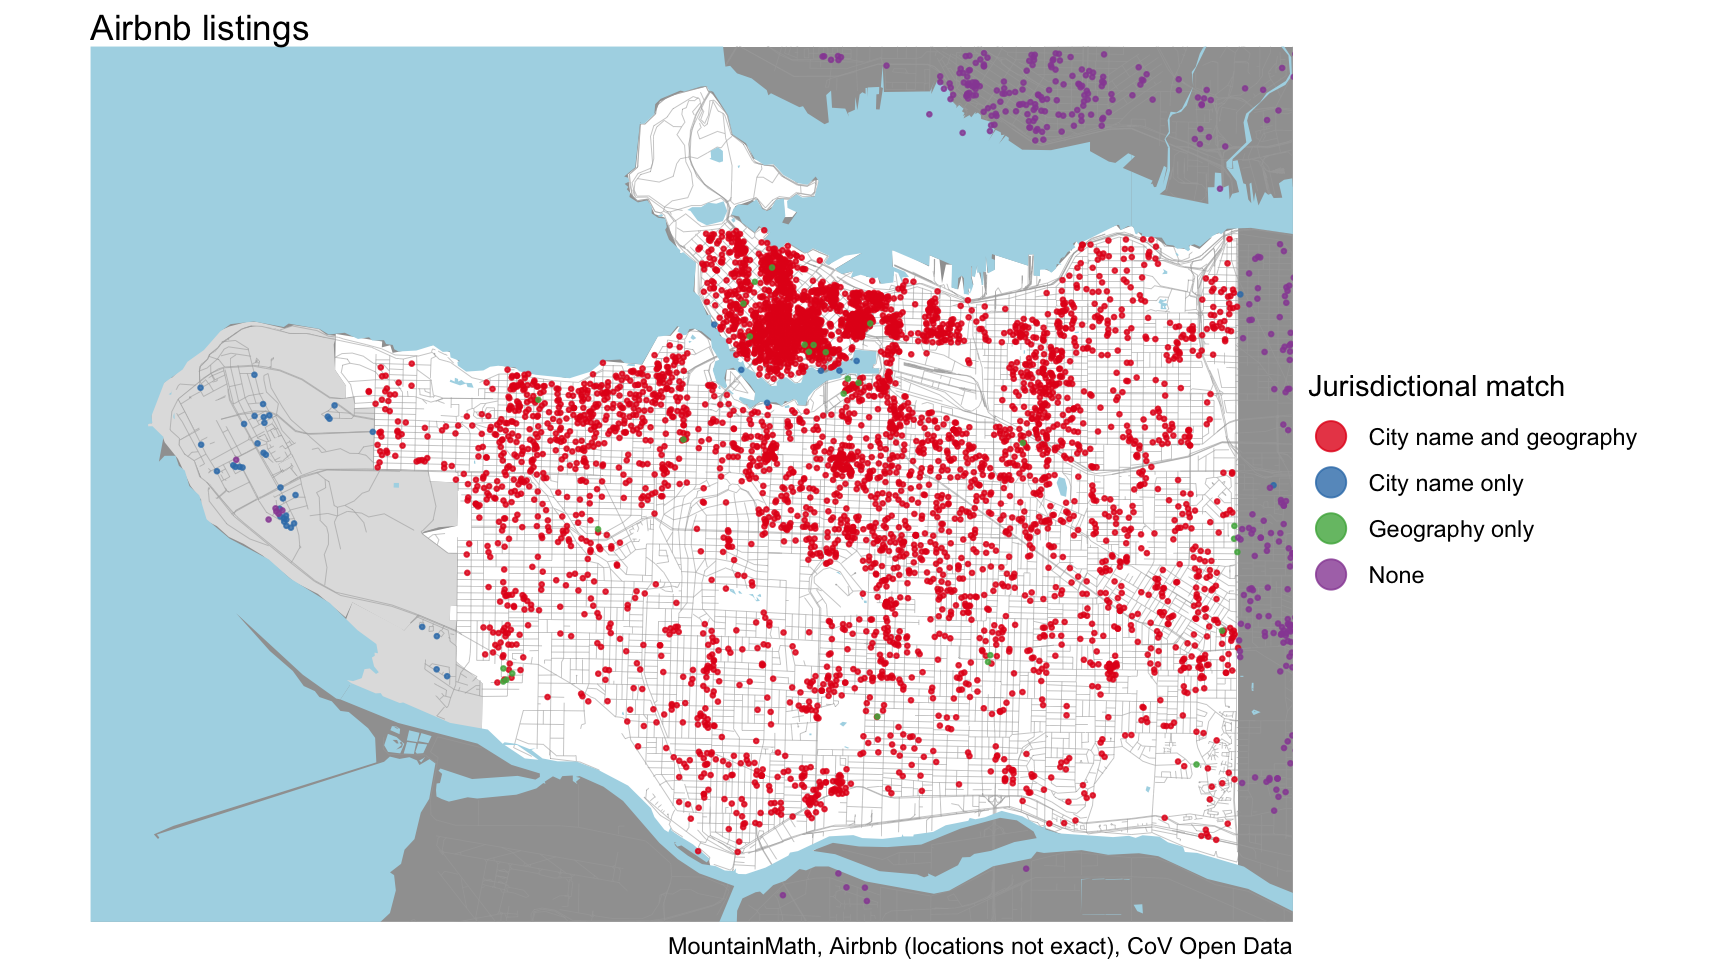 Airbnb listings
Jurisdictional match
City name and geography
City name only
Geography only
None
MountainMath, Airbnb (locations not exact), CoV Open Data